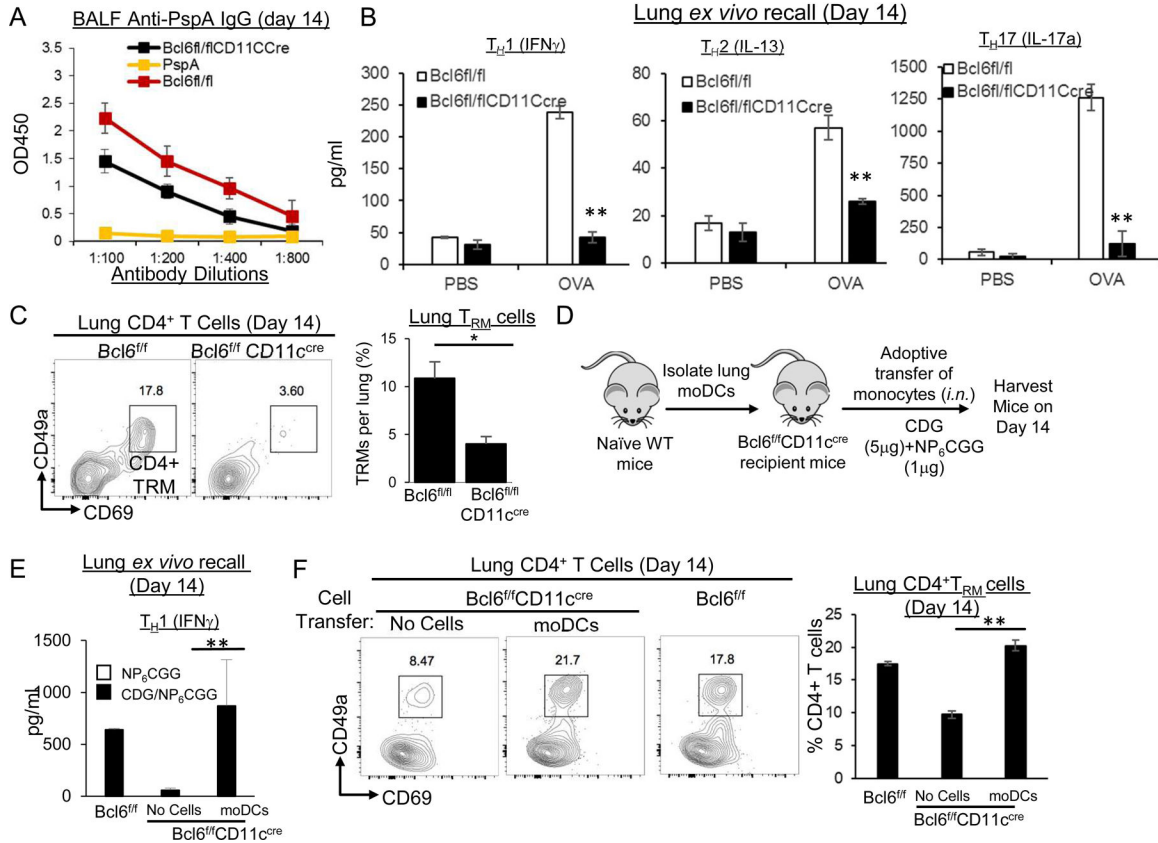 A
BALF Anti-PspA IgG (day 14)
Bcl6fl/flCD11CCre
PspA
Bcl6fl/fl
OD450
3.5
3
2.5
2
1.5
1
0.5
0
1:100 1:200 1:400 1:800
Antibody Dilutions
B
Lung ex vivo recall (Day 14)
TH1 (IFNγ)
Bcl6fl/fl
Bcl6fl/flCD11Ccre
pg/ml
300
250
200
150
100
50
0
**
PBS OVA
TH2 (IL-13)
Bcl6fl/fl
Bcl6fl/flCD11Ccre
80
60
40
20
0
**
PBS OVA
TH17 (IL-17a)
Bcl6fl/fl
Bcl6fl/flCD11Ccre
1500
1250
1000
750
500
250
0
**
PBS OVA
C
Lung CD4+ T Cells (Day 14)
Bcl6f/f Bcl6f/f CD11ccre
17.8
3.60
CD4+
TRM
CD49a
CD69
Lung TRM cells
*
TRMs per lung (%)
15
10
5
0
Bcl6fl/fl Bcl6fl/fl
CD11ccre
D
Naïve WT
mice
Isolate lung
moDCs
Bcl6f/fCD11ccre
recipient mice
Adoptive
transfer of
monocytes (i.n.)
CDG
(5μg)+NP6CGG
(1μg)
Harvest
Mice on
Day 14
E
Lung ex vivo recall
(Day 14)
TH1 (IFNγ)
**
NP6CGG
CDG/NP6CGG
pg/mL
1500
1000
500
0
Bcl6f/f No Cells moDCs
Bcl6f/fCD11ccre
F
Lung CD4+ T Cells (Day 14)
Cell
Transfer:
Bcl6f/fCD11ccre Bcl6f/f
No Cells moDCs
8.47
21.7
17.8
CD49a
CD69
Lung CD4+TRM cells
(Day 14)
**
% CD4+ T cells
25
20
15
10
5
0
Bcl6f/f No Cells moDCs
Bcl6f/fCD11ccre